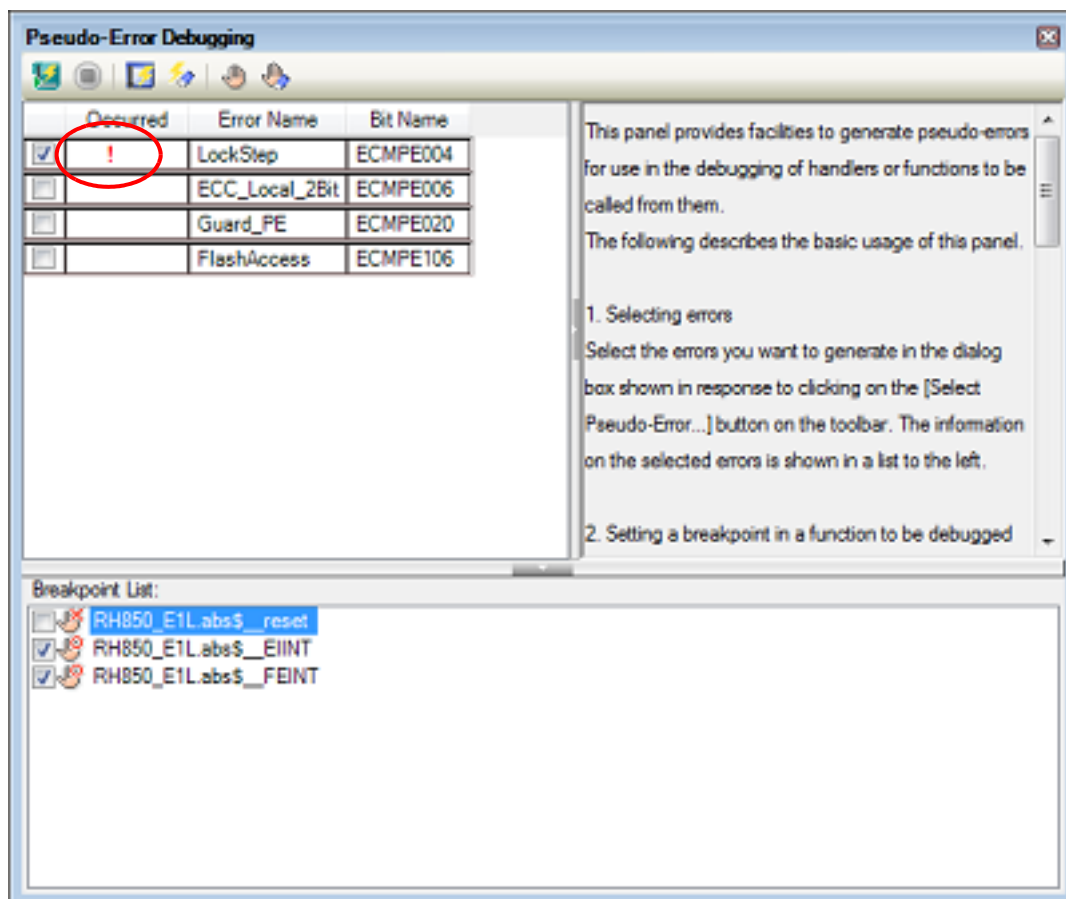 Pseudo-Error Debugging
Occurred Error Name Bit Name
! LockStep ECMPE004
ECC_Local_2Bit ECMPE006
Guard_PE ECMPE020
FlashAccess ECMPE106
This panel provides facilities to generate pseudo-errors
for use in the debugging of handlers or functions to be
called from them.
The following describes the basic usage of this panel.
1. Selecting errors
Select the errors you want to generate in the dialog
box shown in response to clicking on the [Select
Pseudo-Error...] button on the toolbar. The information
on the selected errors is shown in a list to the left.
2. Setting a breakpoint in a function to be debugged
Breakpoint List:
RH850_E1L.abs$__reset
RH850_E1L.abs$__EIINT
RH850_E1L.abs$__FEINT